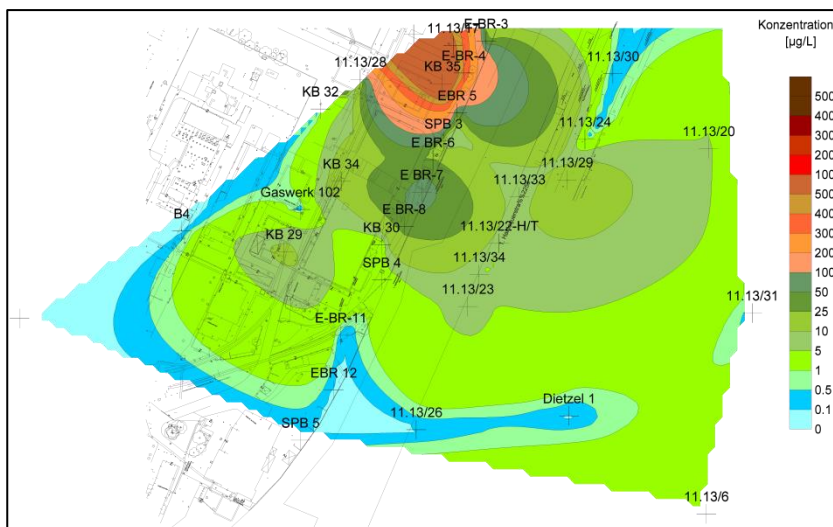 E-BR-3
11.13/17
Konzentration
[µg/L]
E-BR-4
11.13/28
KB 35
11.13/30
KB 32
EBR 5
500
400
300
200
100
500
400
300
200
100
50
25
10
5
1
0.5
0.1
0
SPB 3
11.13/24
E BR-6
11.13/20
KB 34
11.13/29
E BR-7
11.13/33
Gaswerk 102
E BR-8
B4
KB 30
11.13/22-H/T
KB 29
11.13/34
SPB 4
11.13/23
11.13/31
E-BR-11
EBR 12
Dietzel 1
11.13/26
SPB 5
11.13/6